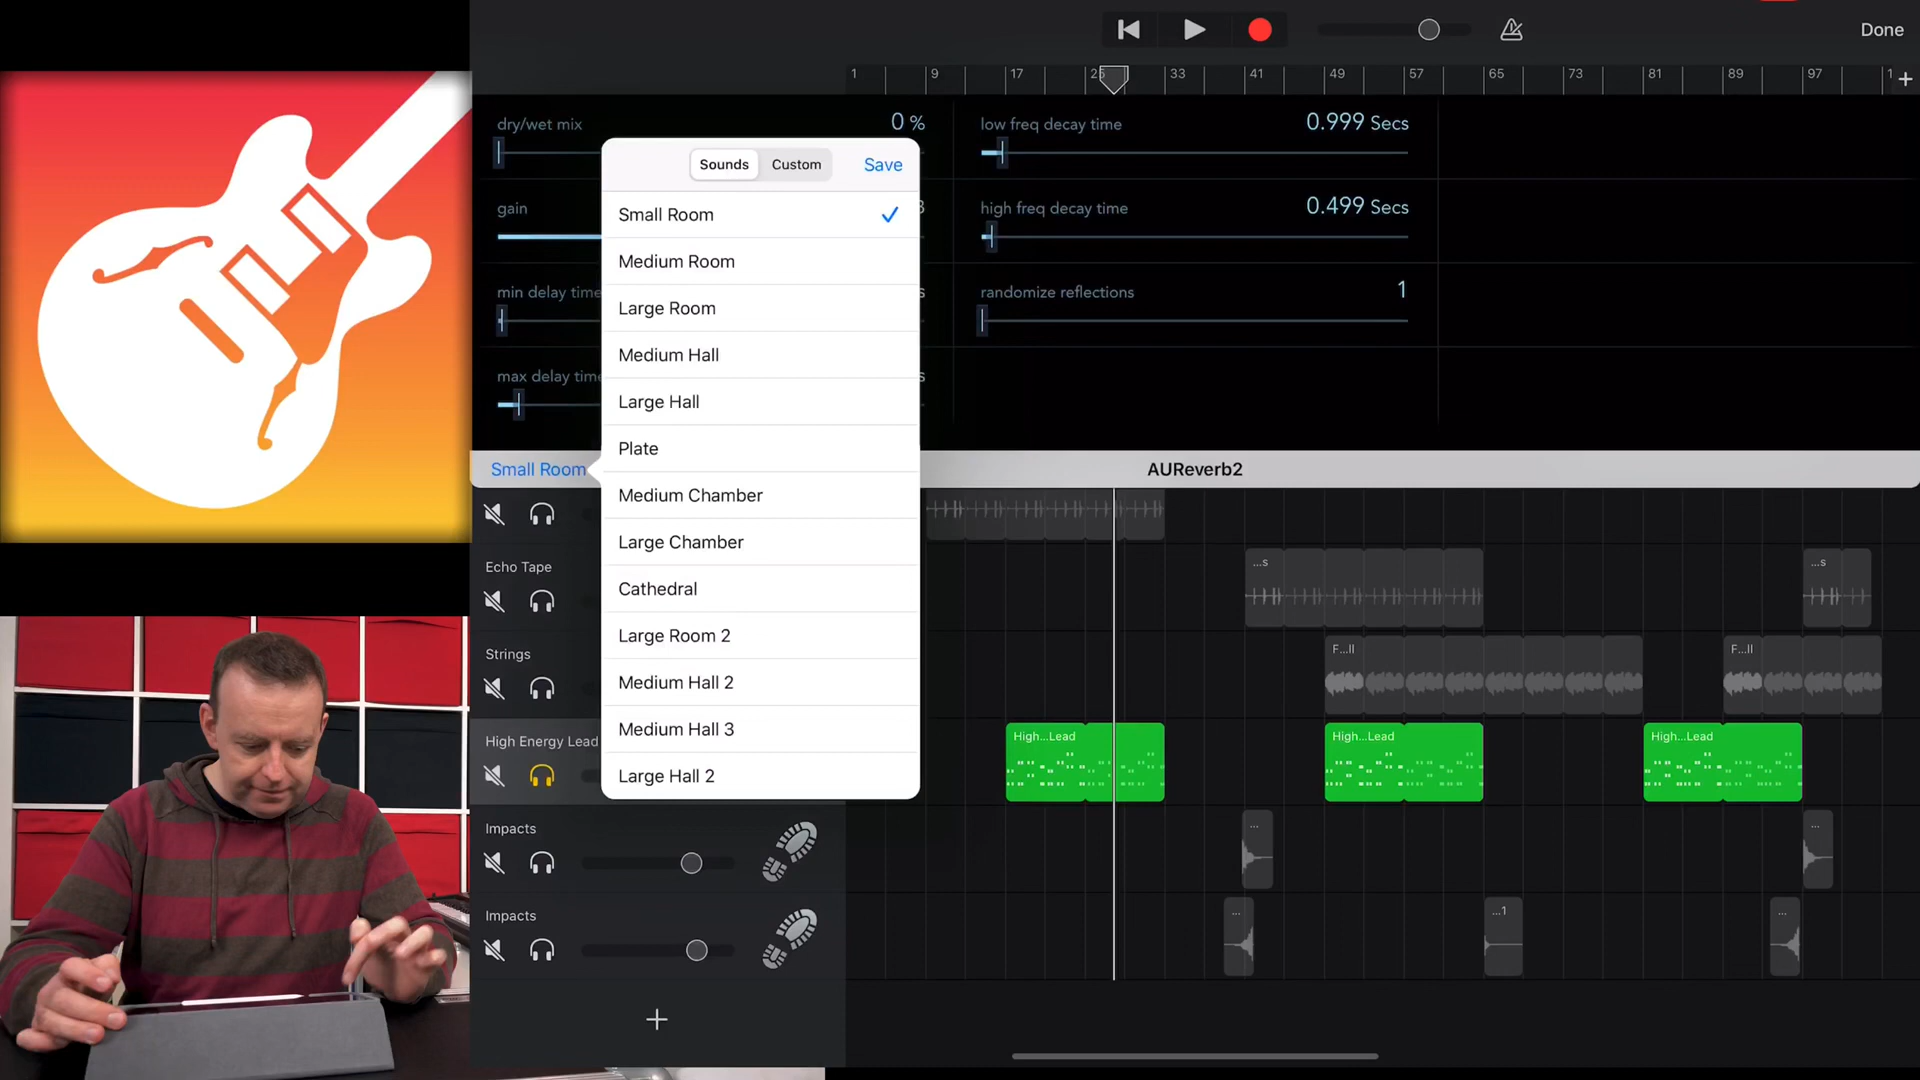 Done
1 9 17 25 33 41 49 57 65 73 81 89 97 1
dry/wet mix 0 %
low freq decay time 0.999 Secs
Sounds Custom Save
gain
high freq decay time 0.499 Secs
Small Room
Medium Room
min delay time
randomize reflections 1
Large Room
Medium Hall
max delay time
Large Hall
Plate
Small Room
AUReverb2
Medium Chamber
Large Chamber
Echo Tape
...s
...s
Cathedral
Large Room 2
Strings
F...ll
F...ll
Medium Hall 2
Medium Hall 3
High Energy Lead
High...Lead
High...Lead
High...Lead
Large Hall 2
Impacts
...
...
Impacts
...
...1
...